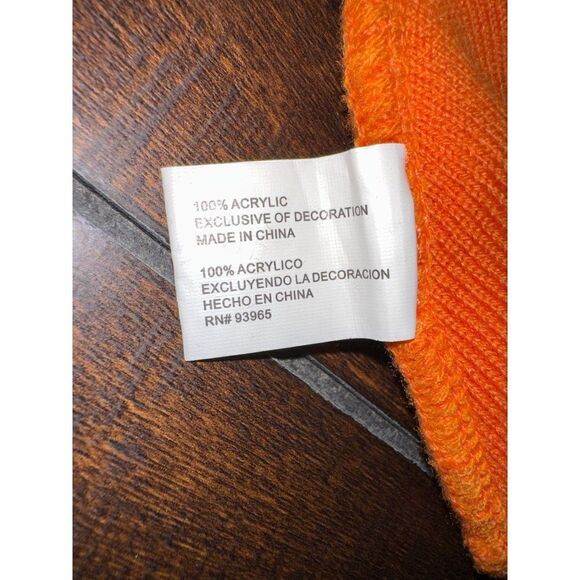 100% ACRYLIC
EXCLUSIVE OF DECORATION
MADE IN CHINA
100% ACRYLICO
EXCLUYENDO LA DECORACION
HECHO EN CHINA
RN# 93965